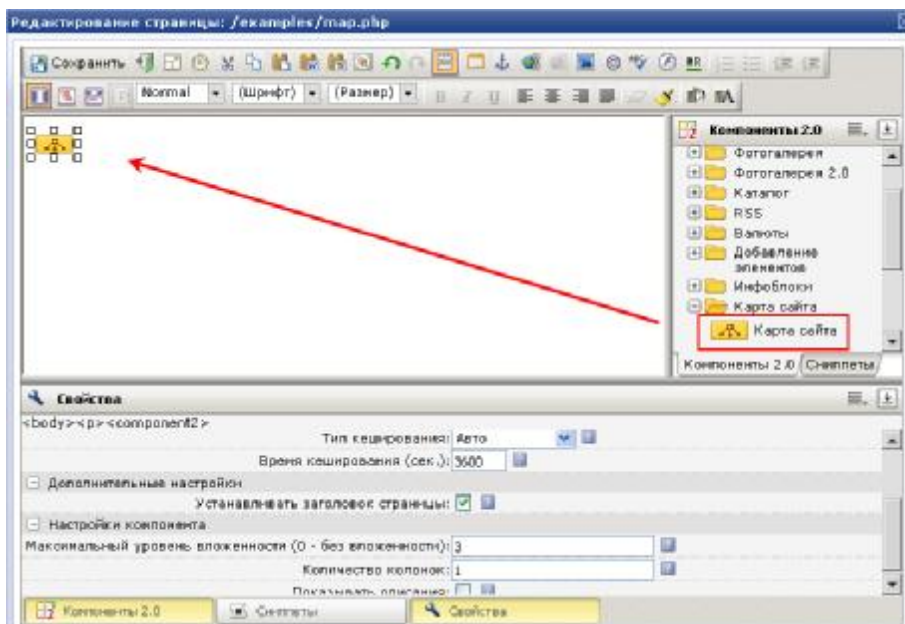 Редактирование страницы: /examples/map.php
Сохранить
Normal (Шрифт) (Размер)
Компоненты 2.0
Фотогалерея
Фотогалерея 2.0
Каталог
RSS
Валюты
Добавление
элементов
Инфоблоки
Карта сайта
Карта сайта
Компоненты 2.0 Сниппеты
Свойства
<body><p><component2>
Тип кеширования: Авто
Время кеширования (сек.): 3600
Дополнительные настройки
Устанавливать заголовок страницы:
Настройки компонента
Максимальный уровень вложенности (0 - без вложенности): 3
Количество колонок: 1
Показывать описания:
Компоненты 2.0 Сниппеты Свойства